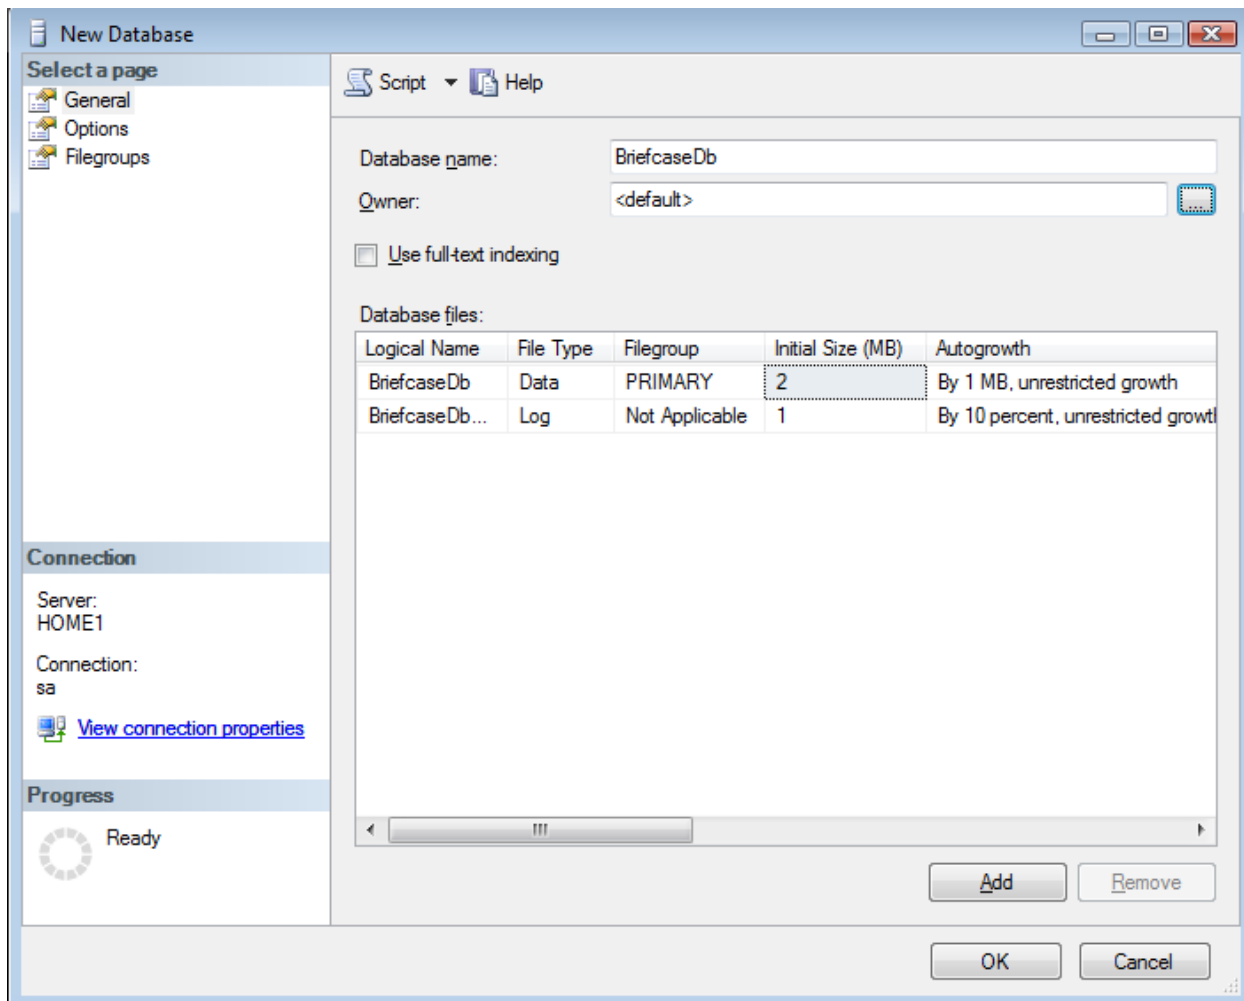 New Database
Select a page
General
Options
Filegroups
Script Help
Database name: BriefcaseDb
Owner: <default>
...
Use full-text indexing
Database files:
Logical Name File Type Filegroup Initial Size (MB) Autogrowth
BriefcaseDb Data PRIMARY 2 By 1 MB, unrestricted growth
BriefcaseDb... Log Not Applicable 1 By 10 percent, unrestricted growth
Connection
Server:
HOME1
Connection:
sa
View connection properties
Progress
Ready
Add Remove
OK Cancel